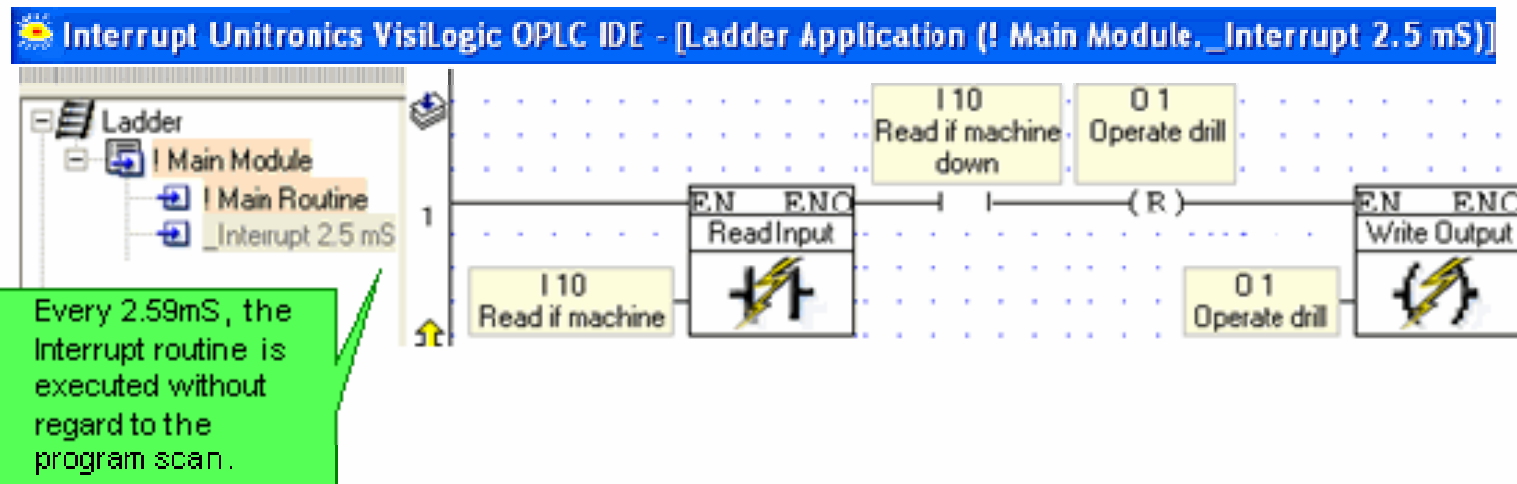 Interrupt Unitronics VisiLogic OPLC IDE - [Ladder Application (! Main Module._Interrupt 2.5 mS)]
Ladder
! Main Module
! Main Routine
_Interrupt 2.5 mS
Every 2.59mS, the
Interrupt routine is
executed without
regard to the
program scan.
1
I 10
Read if machine
down
O 1
Operate drill
EN ENO
Read Input
I 10
Read if machine
( R )
EN ENO
Write Output
O 1
Operate drill